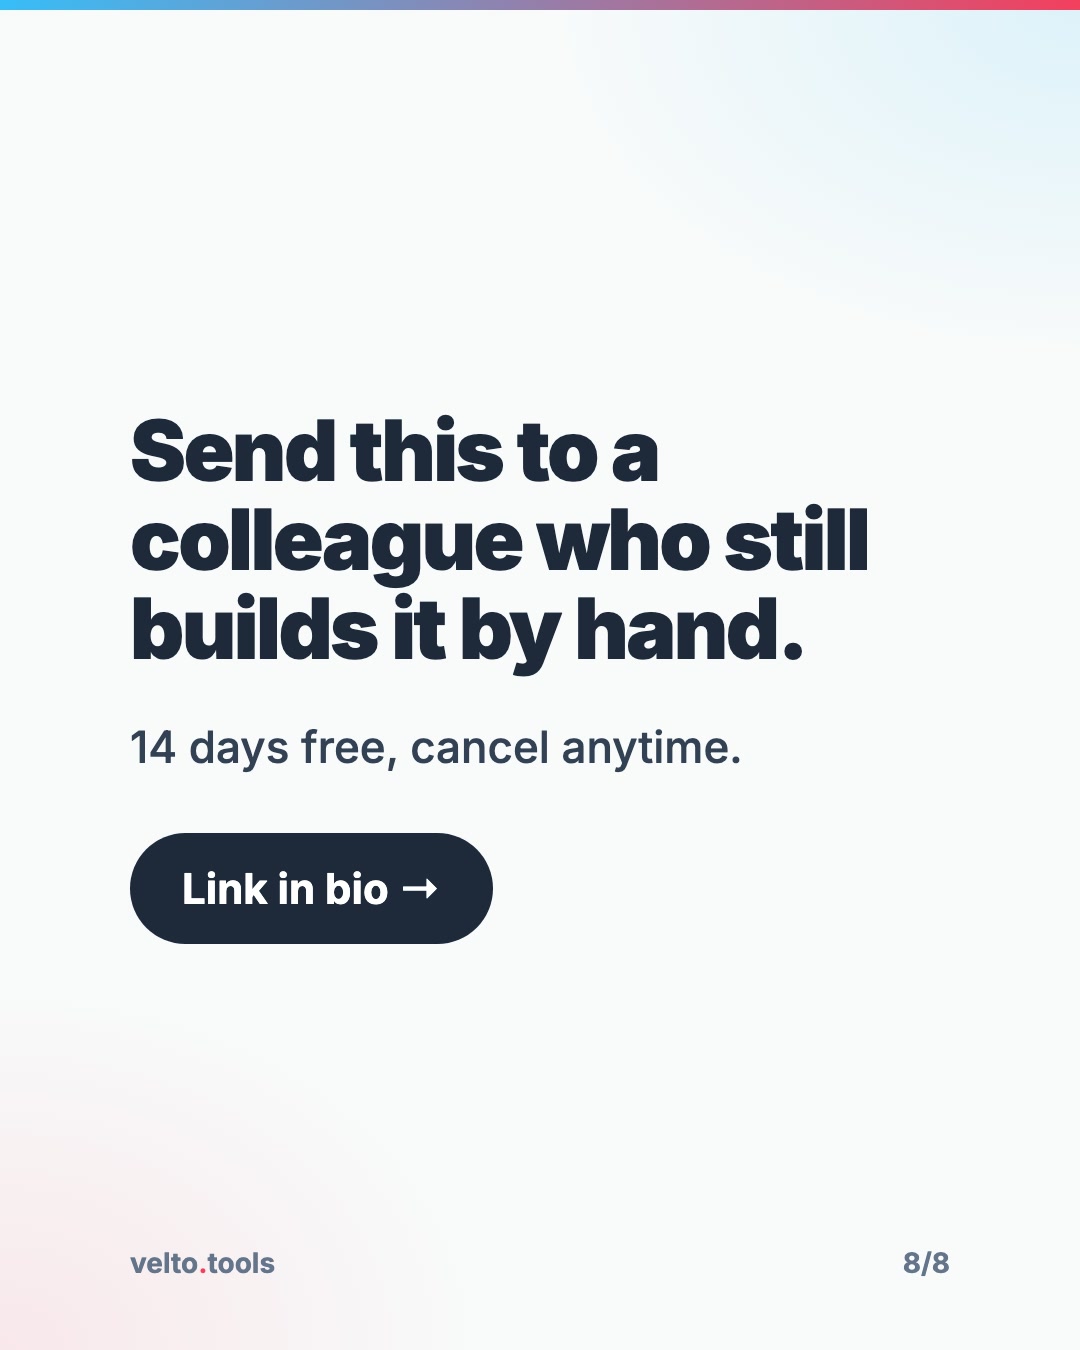 Send this to a
colleague who still
builds it by hand.
14 days free, cancel anytime.
Link in bio →
velto.tools
8/8